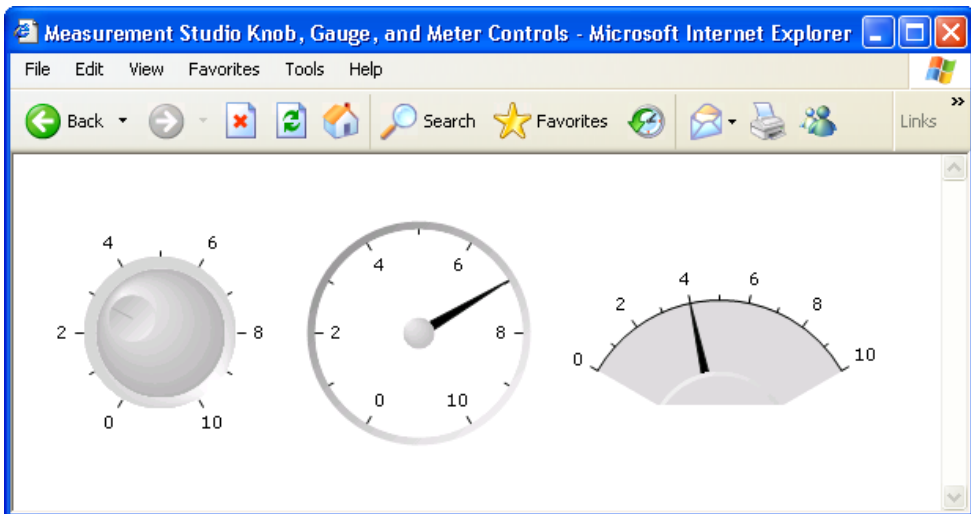 Measurement Studio Knob, Gauge, and Meter Controls - Microsoft Internet Explorer
File Edit View Favorites Tools Help
Back Search Favorites Links »
0 2 4 6 8 10
0 2 4 6 8 10
0 2 4 6 8 10